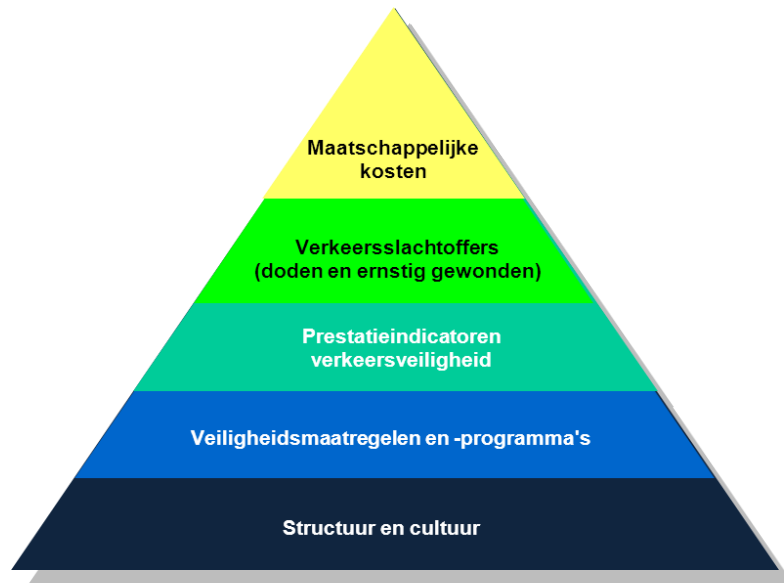 Maatschappelijke
kosten
Verkeersslachtoffers
(doden en ernstig gewonden)
Prestatieindicatoren
verkeersveiligheid
Veiligheidsmaatregelen en -programma's
Structuur en cultuur